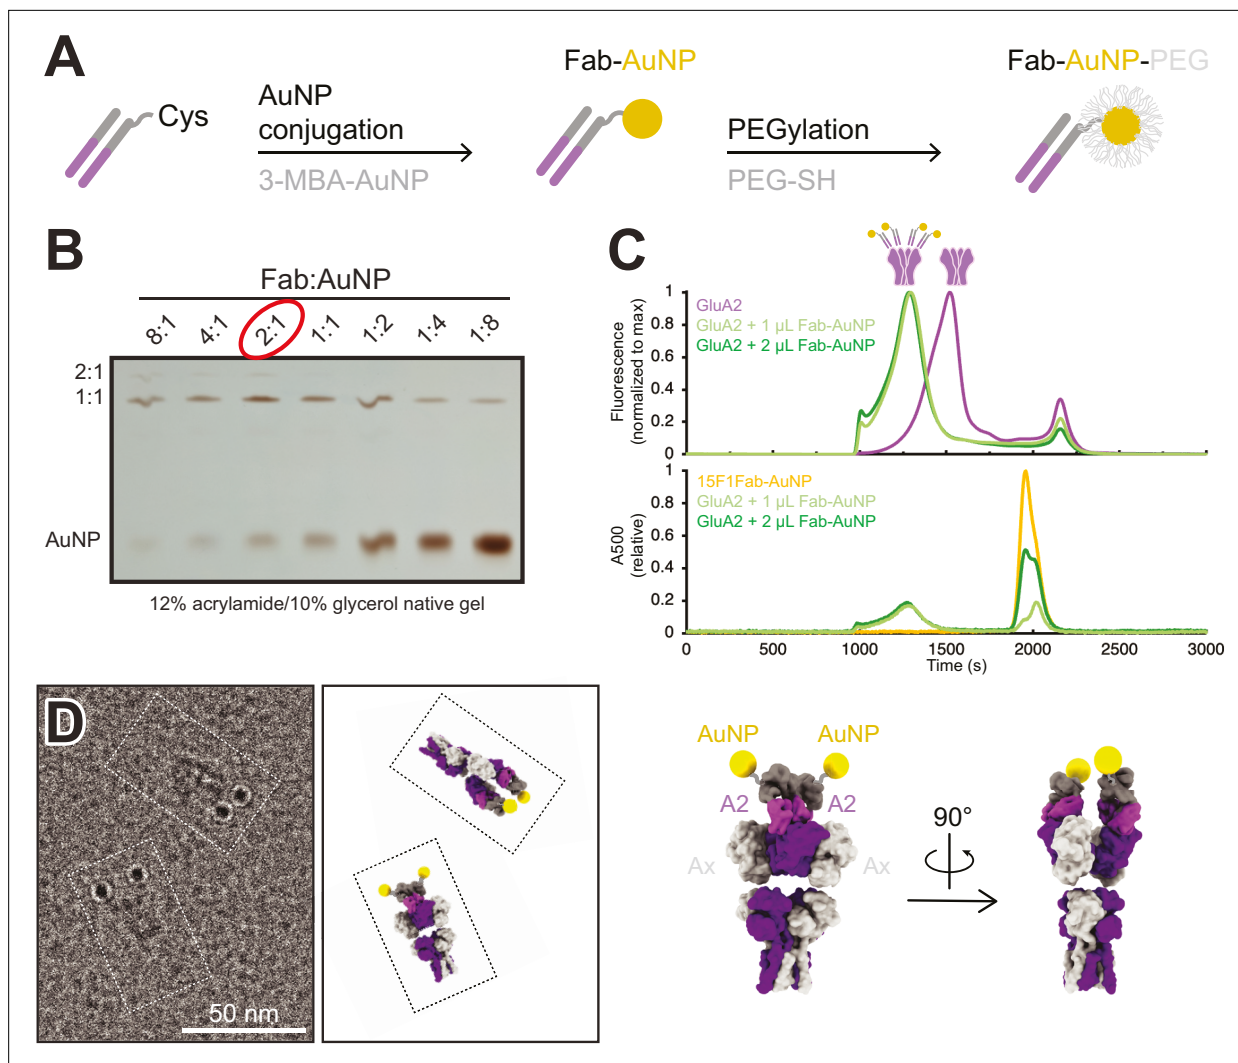 A
Cys
AuNP
conjugation
3-MBA-AuNP
Fab-AuNP
PEGylation
PEG-SH
Fab-AuNP-PEG
B
Fab:AuNP
8:1 4:1 2:1 1:1 1:2 1:4 1:8
2:1
1:1
AuNP
12% acrylamide/10% glycerol native gel
C
Fluorescence
(normalized to max)
1
0.8
0.6
0.4
0.2
0
GluA2
GluA2 + 1 µL Fab-AuNP
GluA2 + 2 µL Fab-AuNP
A500
(relative)
1
0.8
0.6
0.4
0.2
0
15F1Fab-AuNP
GluA2 + 1 µL Fab-AuNP
GluA2 + 2 µL Fab-AuNP
0 500 1000 1500 2000 2500 3000
Time (s)
D
50 nm
AuNP AuNP
A2 A2
Ax Ax
90°